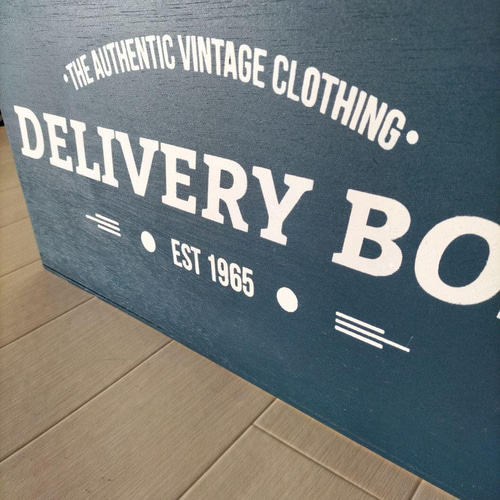 •THE AUTHENTIC VINTAGE CLOTHING•
DELIVERY BO
EST 1965